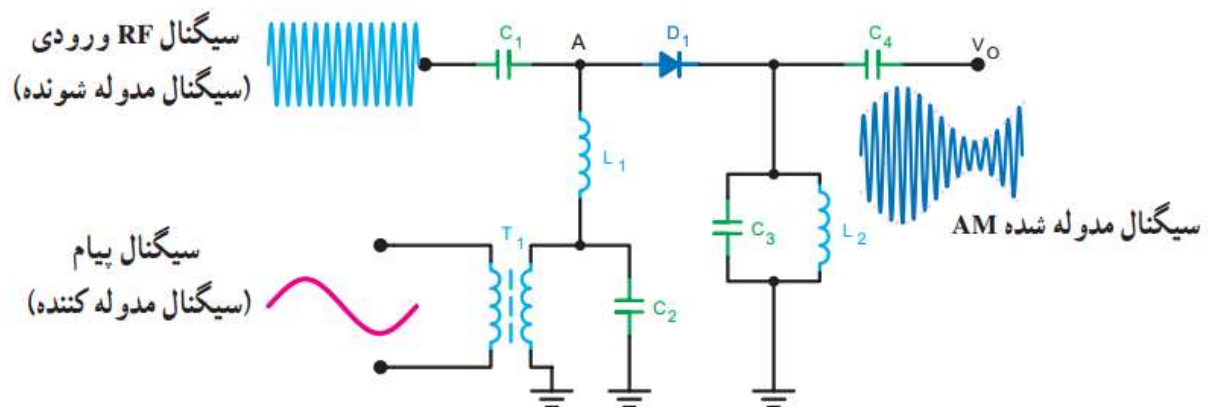 سیگنال RF ورودی
(سیگنال مدوله شونده)
C1
A
D1
C4
VO
L1
C3
L2
سیگنال مدوله شده AM
سیگنال پیام
(سیگنال مدوله کننده)
T1
C2